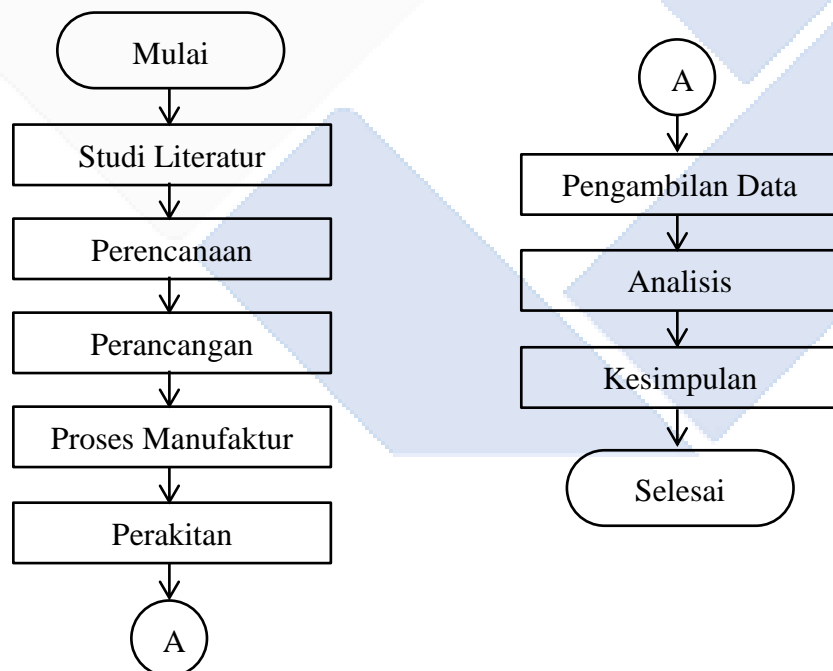 Mulai
Studi Literatur
Perencanaan
Perancangan
Proses Manufaktur
Perakitan
A
A
Pengambilan Data
Analisis
Kesimpulan
Selesai